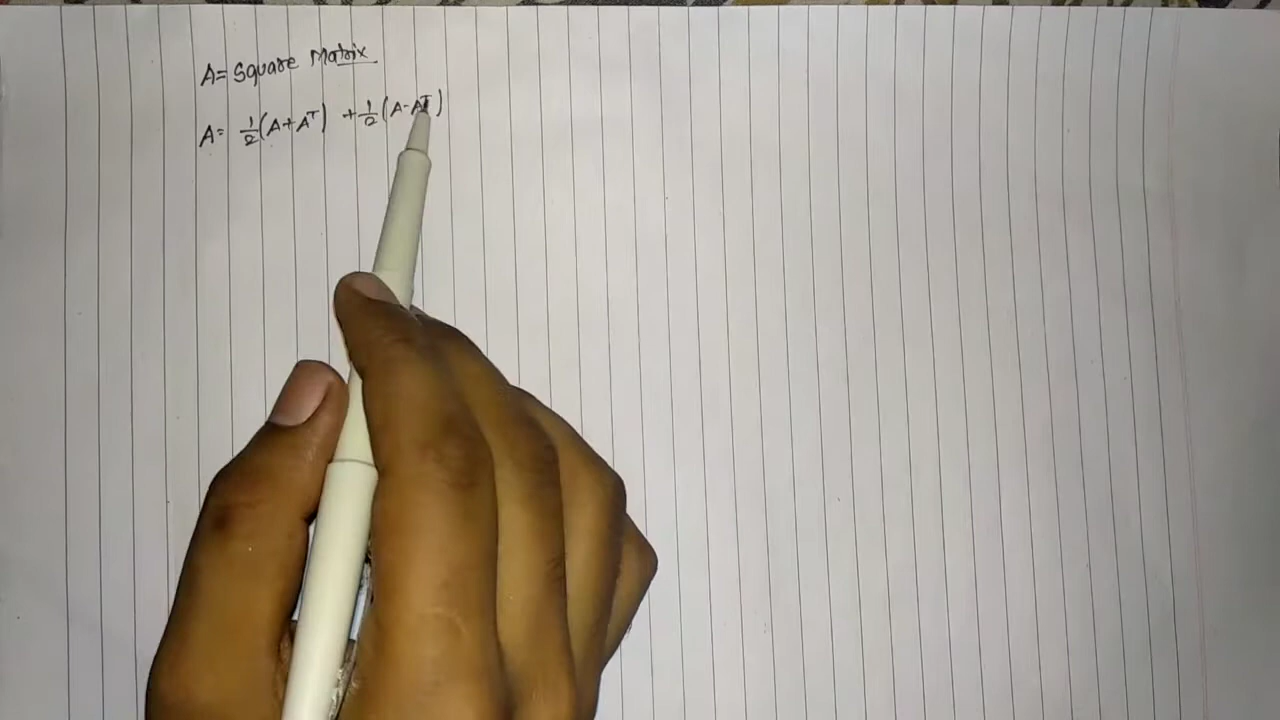 A= Square Matrix
A= 1/2 (A+A^T) + 1/2 (A-A^T)